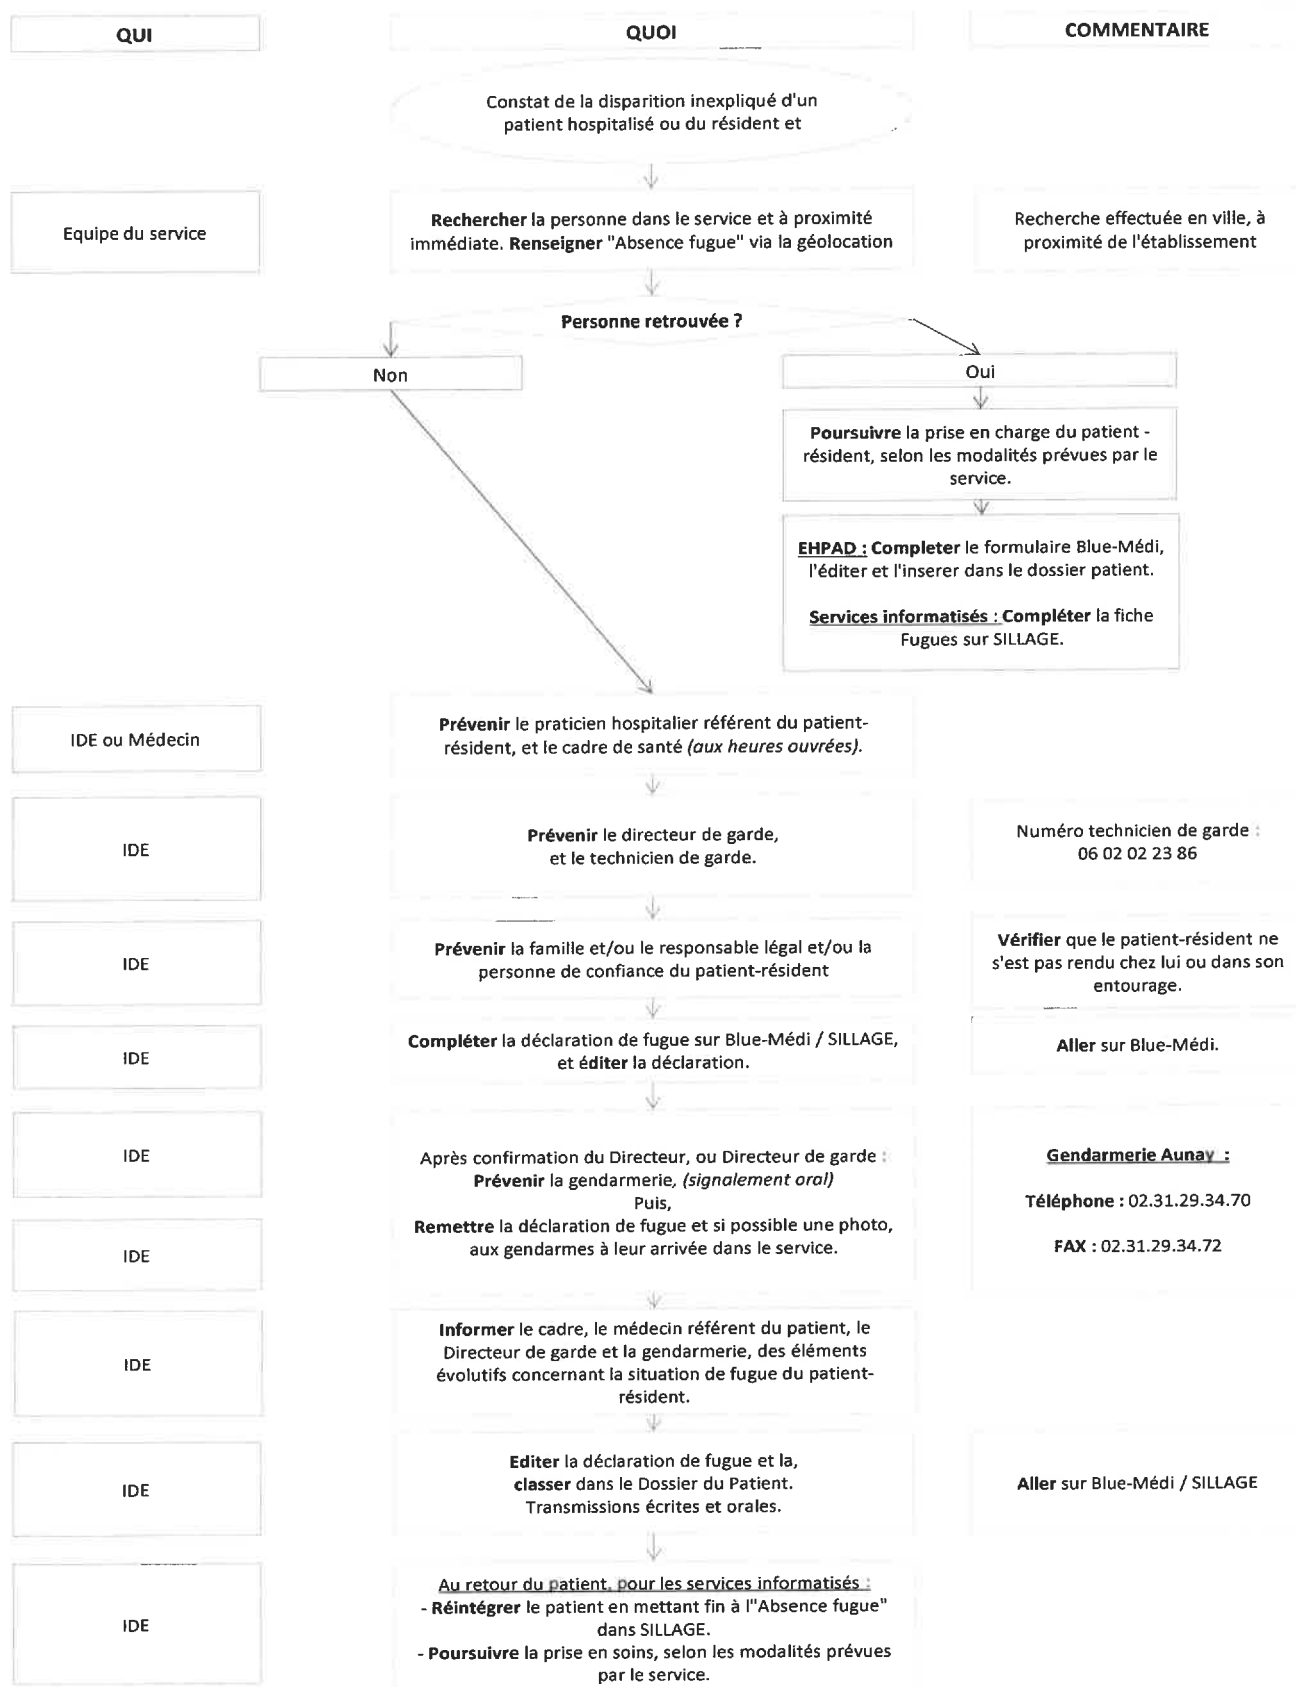 QUI
QUOI
COMMENTAIRE
Constat de la disparition inexpliqué d'un
patient hospitalisé ou du résident et
Equipe du service
Rechercher la personne dans le service et à proximité
immédiate. Renseigner "Absence fugue" via la géolocation
Recherche effectuée en ville, à
proximité de l'établissement
Personne retrouvée ?
Non
Oui
Poursuivre la prise en charge du patient -
résident, selon les modalités prévues par le
service.
EHPAD : Completer le formulaire Blue-Médi,
l'éditer et l'inserer dans le dossier patient.
Services informatisés : Compléter la fiche
Fugues sur SILLAGE.
IDE ou Médecin
Prévenir le praticien hospitalier référent du patient-
résident, et le cadre de santé (aux heures ouvrées).
IDE
Prévenir le directeur de garde,
et le technicien de garde.
Numéro technicien de garde :
06 02 02 23 86
IDE
Prévenir la famille et/ou le responsable légal et/ou la
personne de confiance du patient-résident
Vérifier que le patient-résident ne
s'est pas rendu chez lui ou dans son
entourage.
IDE
Compléter la déclaration de fugue sur Blue-Médi / SILLAGE,
et éditer la déclaration.
Aller sur Blue-Médi.
IDE
IDE
Après confirmation du Directeur, ou Directeur de garde :
Prévenir la gendarmerie, (signalement oral)
Puis,
Remettre la déclaration de fugue et si possible une photo,
aux gendarmes à leur arrivée dans le service.
Gendarmerie Aunay :
Téléphone : 02.31.29.34.70
FAX : 02.31.29.34.72
IDE
Informer le cadre, le médecin référent du patient, le
Directeur de garde et la gendarmerie, des éléments
évolutifs concernant la situation de fugue du patient-
résident.
IDE
Editer la déclaration de fugue et la,
classer dans le Dossier du Patient.
Transmissions écrites et orales.
Aller sur Blue-Médi / SILLAGE
IDE
Au retour du patient, pour les services informatisés :
- Réintégrer le patient en mettant fin à l'"Absence fugue"
dans SILLAGE.
- Poursuivre la prise en soins, selon les modalités prévues
par le service.